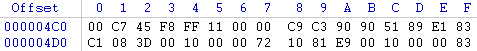 Offset 0 1 2 3 4 5 6 7 8 9 A B C D E F
000004C0 00 C7 45 F8 FF 11 00 00 C9 C3 90 90 51 89 E1 83
000004D0 C1 08 3D 00 10 00 00 72 10 81 E9 00 10 00 00 83